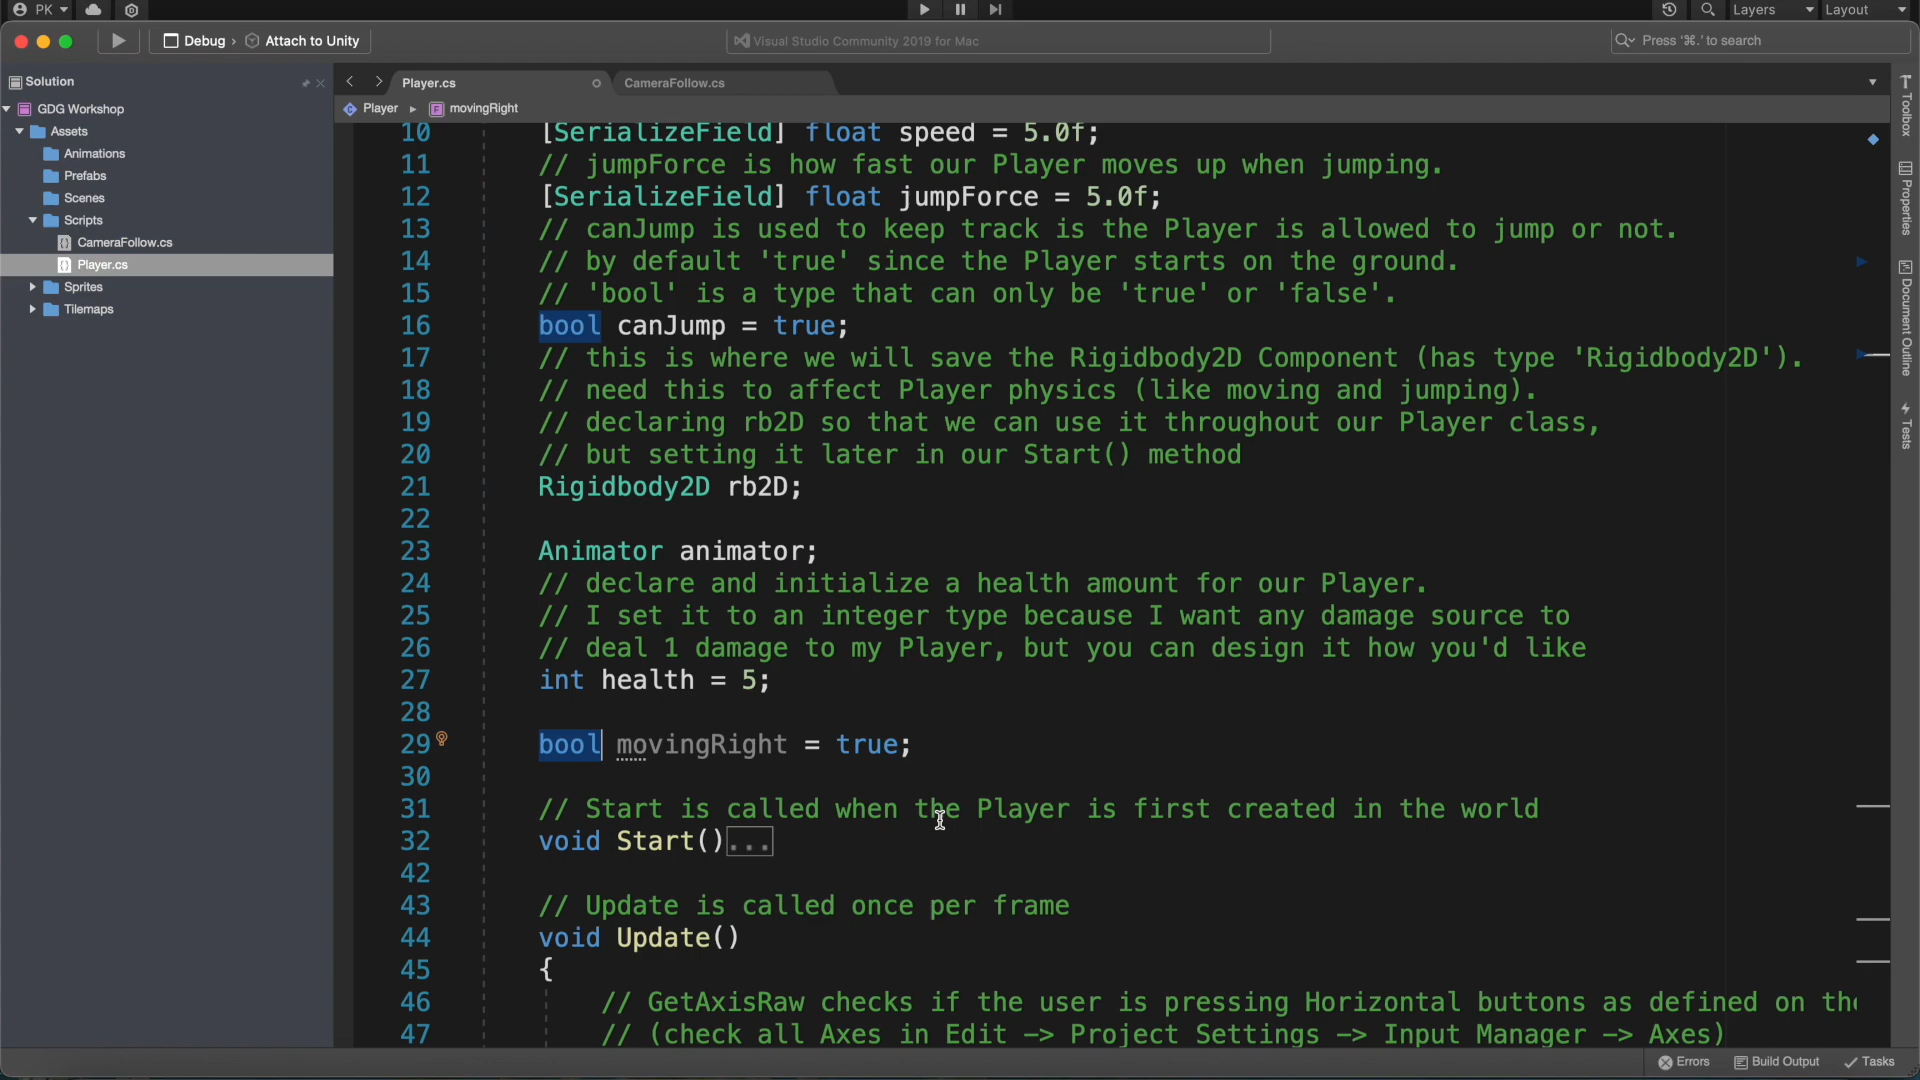 PK
Layers
Layout
Debug › Attach to Unity
Visual Studio Community 2019 for Mac
Press '⌘.' to search
Solution
GDG Workshop
Assets
Animations
Prefabs
Scenes
Scripts
CameraFollow.cs
Player.cs
Sprites
Tilemaps
Player.cs
CameraFollow.cs
Player ▸ movingRight
10 [SerializeField] float speed = 5.0f;
11 // jumpForce is how fast our Player moves up when jumping.
12 [SerializeField] float jumpForce = 5.0f;
13 // canJump is used to keep track is the Player is allowed to jump or not.
14 // by default 'true' since the Player starts on the ground.
15 // 'bool' is a type that can only be 'true' or 'false'.
16 bool canJump = true;
17 // this is where we will save the Rigidbody2D Component (has type 'Rigidbody2D').
18 // need this to affect Player physics (like moving and jumping).
19 // declaring rb2D so that we can use it throughout our Player class,
20 // but setting it later in our Start() method
21 Rigidbody2D rb2D;
22
23 Animator animator;
24 // declare and initialize a health amount for our Player.
25 // I set it to an integer type because I want any damage source to
26 // deal 1 damage to my Player, but you can design it how you'd like
27 int health = 5;
28
29 bool movingRight = true;
30
31 // Start is called when the Player is first created in the world
32 void Start()...
42
43 // Update is called once per frame
44 void Update()
45 {
46 // GetAxisRaw checks if the user is pressing Horizontal buttons as defined on
47 // (check all Axes in Edit —> Project Settings —> Input Manager —> Axes)
Toolbox
Properties
Document Outline
Tests
Errors
Build Output
Tasks